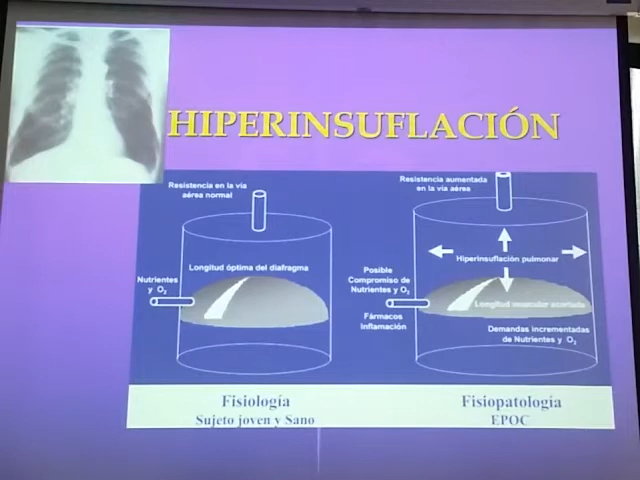 HIPERINSUFLACIÓN
Resistencia en la vía
aérea normal
Longitud óptima del diafragma
Nutrientes
y O₂
Fisiología
Sujeto joven y Sano
Resistencia aumentada
en la vía aérea
Hiperinsuflación pulmonar
Posible
Compromiso de
Nutrientes y O₂
Fármacos
Inflamación
Longitud muscular acortada
Demandas incrementadas
de Nutrientes y O₂
Fisiopatología
EPOC